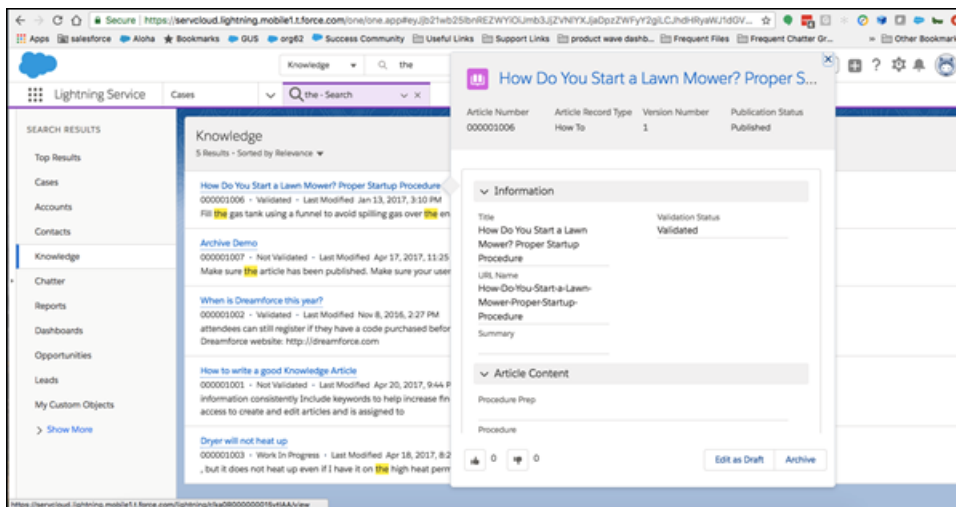 Secure https://servcloud.lightning.mobile1.t.force.com/one/one.app#
Apps salesforce Aloha Bookmarks GUS org62 Success Community Useful Links Support Links product wave dashb... Frequent Files Frequent Chatter Gr... » Other Bookmark
Knowledge the
Lightning Service Cases the - Search
SEARCH RESULTS
Top Results
Cases
Accounts
Contacts
Knowledge
Chatter
Reports
Dashboards
Opportunities
Leads
My Custom Objects
Show More
Knowledge
5 Results • Sorted by Relevance
How Do You Start a Lawn Mower? Proper Startup Procedure
000001006 • Validated • Last Modified Jan 13, 2017, 3:10 PM
Fill the gas tank using a funnel to avoid spilling gas over the en
Archive Demo
000001007 • Not Validated • Last Modified Apr 17, 2017, 11:25
Make sure the article has been published. Make sure your user
When is Dreamforce this year?
000001002 • Validated • Last Modified Nov 8, 2016, 2:27 PM
attendees can still register if they have a code purchased befor
Dreamforce website: http://dreamforce.com
How to write a good Knowledge Article
000001001 • Not Validated • Last Modified Apr 20, 2017, 9:44 P
information consistently Include keywords to help increase fin
access to create and edit articles and is assigned to
Dryer will not heat up
000001003 • Work In Progress • Last Modified Apr 18, 2017, 8:2
, but it does not heat up even if I have it on the high heat perm
How Do You Start a Lawn Mower? Proper S...
Article Number Article Record Type Version Number Publication Status
000001006 How To 1 Published
Information
Title Validation Status
How Do You Start a Lawn Validated
Mower? Proper Startup
Procedure
URL Name
How-Do-You-Start-a-Lawn-
Mower-Proper-Startup-
Procedure
Summary
Article Content
Procedure Prep
Procedure
0 0 Edit as Draft Archive